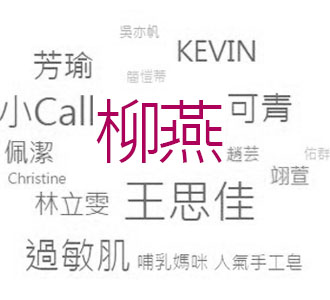 吳亦帆
芳瑜
KEVIN
簡愷蒂
小Call
柳燕
可青
佩潔
趙芸
佑群
Christine
翊萱
林立雯
王思佳
過敏肌
哺乳媽咪
人氣手工皂